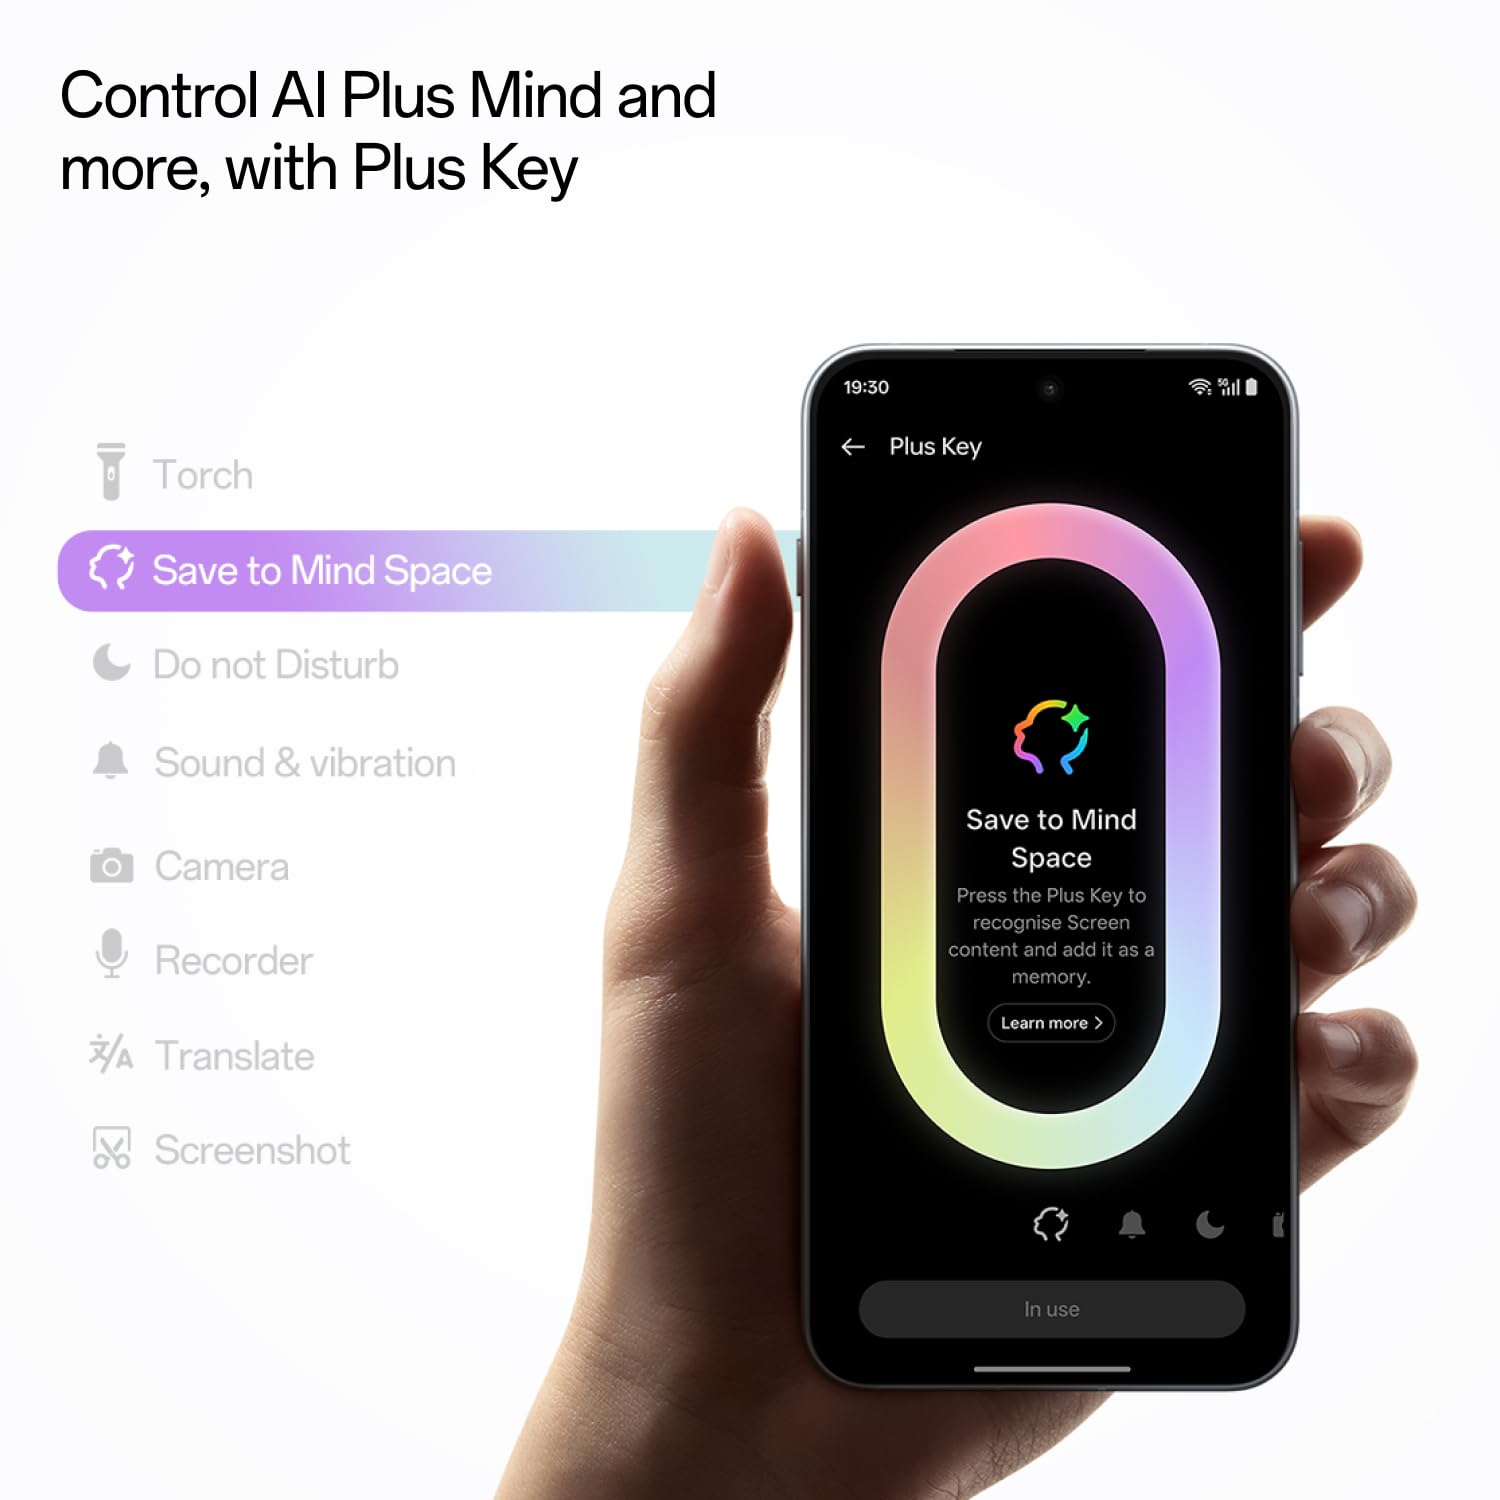 Control AI Plus Mind and
more, with Plus Key
Torch
Save to Mind Space
Do not Disturb
Sound & vibration
Camera
Recorder
Translate
Screenshot
19:30
5G
Plus Key
Save to Mind
Space
Press the Plus Key to
recognise Screen
content and add it as a
memory.
Learn more >
In use